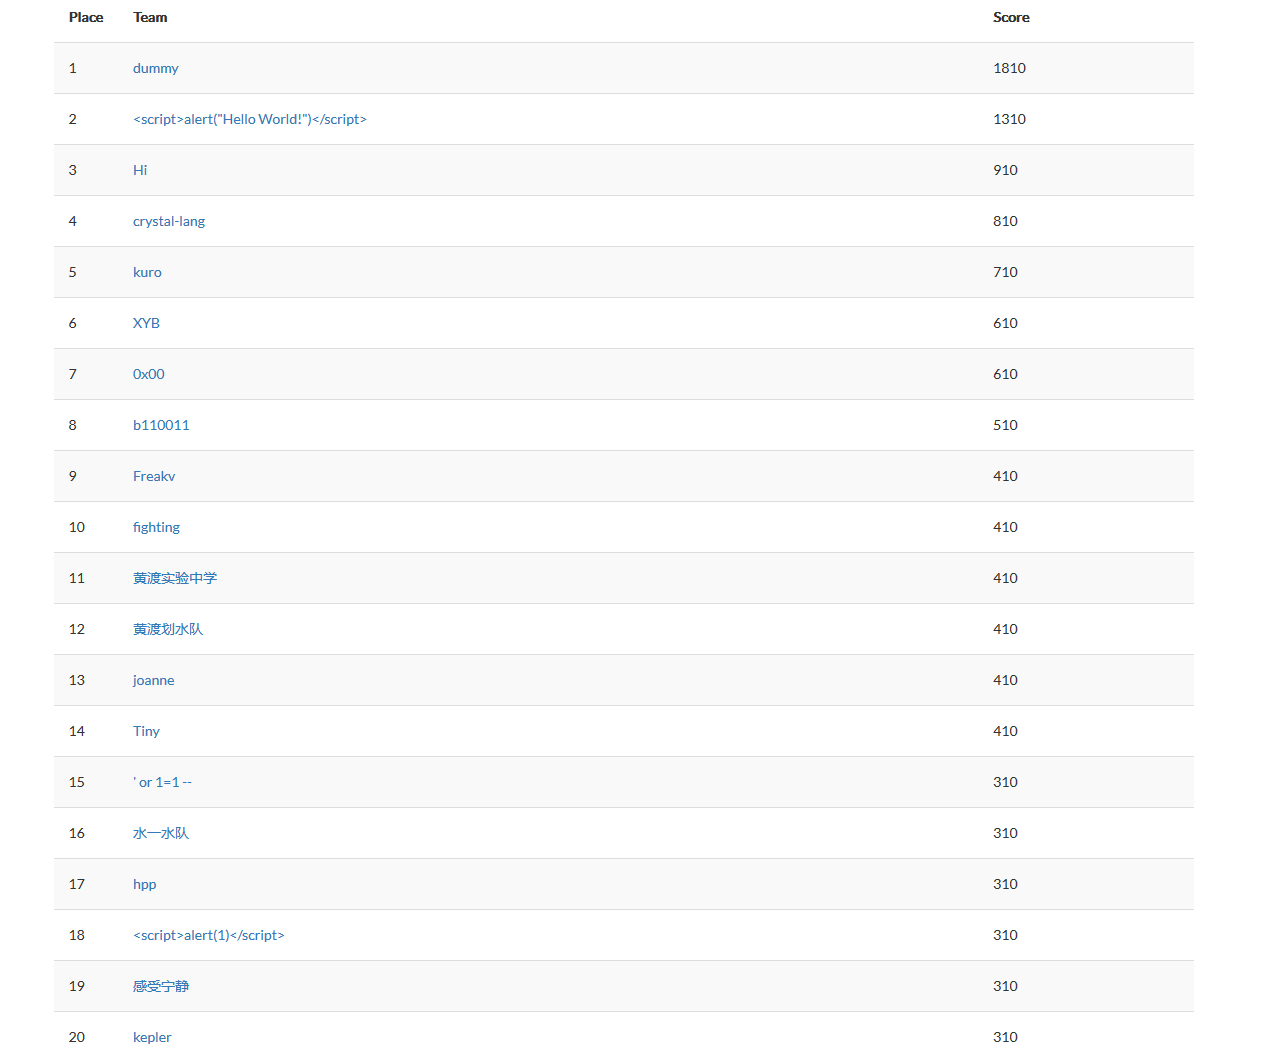 Place Team Score
1 dummy 1810
2 <script>alert("Hello World!")</script> 1310
3 Hi 910
4 crystal-lang 810
5 kuro 710
6 XYB 610
7 0x00 610
8 b110011 510
9 Freakv 410
10 fighting 410
11 黄渡实验中学 410
12 黄渡划水队 410
13 joanne 410
14 Tiny 410
15 ' or 1=1 -- 310
16 水一水队 310
17 hpp 310
18 <script>alert(1)</script> 310
19 感受宁静 310
20 kepler 310